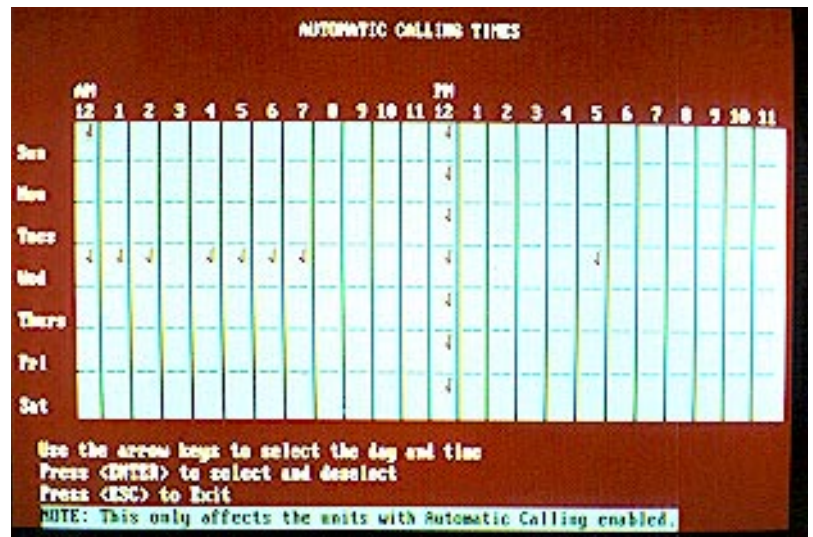 AUTOMATIC CALLING TIMES
AM PM
12 1 2 3 4 5 6 7 8 9 10 11 12 1 2 3 4 5 6 7 8 9 10 11
Sun
Mon
Tues
Wed
Thurs
Fri
Sat
Use the arrow keys to select the day and time
Press <ENTER> to select and deselect
Press <ESC> to Exit
NOTE: This only affects the units with Automatic Calling enabled.